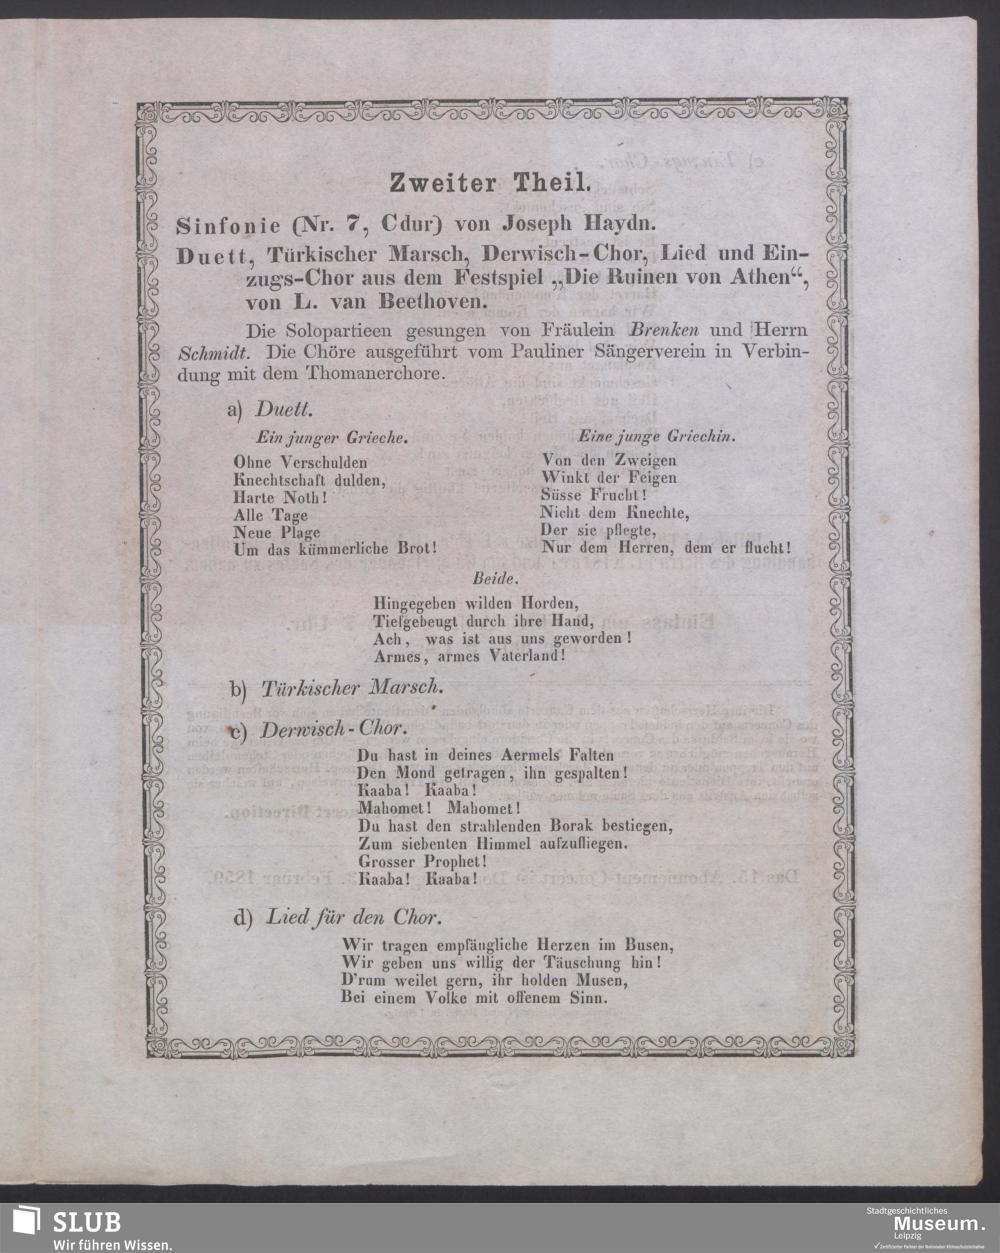 Zweiter Theil.
Sinfonie (Nr. 7, Cdur) von Joseph Haydn.
Duett, Türkischer Marsch, Derwisch-Chor, Lied und Ein-
zugs-Chor aus dem Festspiel „Die Ruinen von Athen“,
von L. van Beethoven.
Die Solopartieen gesungen von Fräulein Brenken und Herrn
Schmidt. Die Chöre ausgeführt vom Pauliner Sängerverein in Verbin-
dung mit dem Thomanerchore.
a) Duett.
Ein junger Grieche.
Ohne Verschulden
Knechtschaft dulden,
Harte Noth!
Alle Tage
Neue Plage
Um das kümmerliche Brot!
Eine junge Griechin.
Von den Zweigen
Winkt der Feigen
Süsse Frucht!
Nicht dem Knechte,
Der sie pflegte,
Nur dem Herren, dem er flucht!
Beide.
Hingegeben wilden Horden,
Tiefgebeugt durch ihre Hand,
Ach, was ist aus uns geworden!
Armes, armes Vaterland!
b) Türkischer Marsch.
c) Derwisch-Chor.
Du hast in deines Aermels Falten
Den Mond getragen, ihn gespalten!
Kaaba! Kaaba!
Mahomet! Mahomet!
Du hast den strahlenden Borak bestiegen,
Zum siebenten Himmel aufzufliegen.
Grosser Prophet!
Kaaba! Kaaba!
d) Lied für den Chor.
Wir tragen empfängliche Herzen im Busen,
Wir geben uns willig der Täuschung hin!
D'rum weilet gern, ihr holden Musen,
Bei einem Volke mit offenem Sinn.
SLUB
Wir führen Wissen.
Stadtgeschichtliches
Museum.
Leipzig
Zertifizierter Partner der Nationalen Klimaschutzinitiative